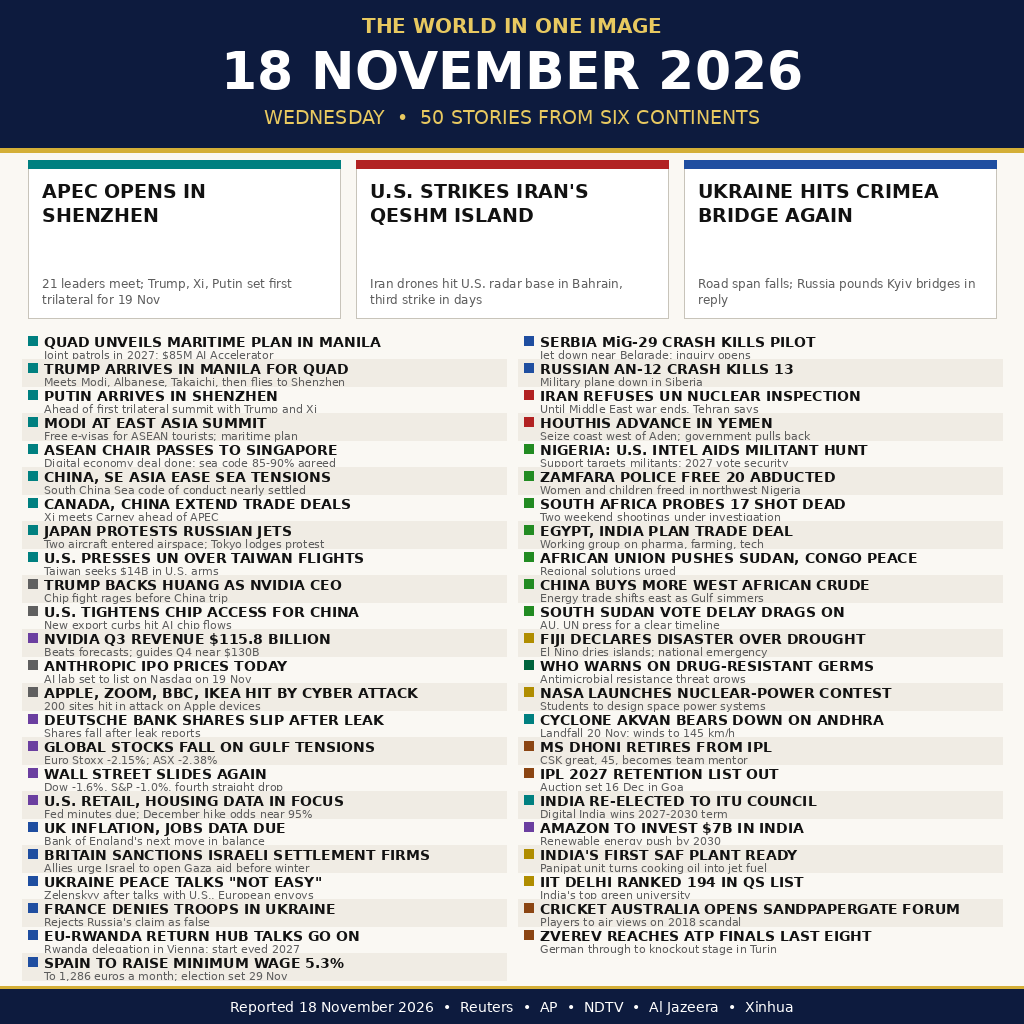 THE WORLD IN ONE IMAGE
18 NOVEMBER 2026
WEDNESDAY • 50 STORIES FROM SIX CONTINENTS
APEC OPENS IN
SHENZHEN
21 leaders meet; Trump, Xi, Putin set first
trilateral for 19 Nov
U.S. STRIKES IRAN'S
QESHM ISLAND
Iran drones hit U.S. radar base in Bahrain,
third strike in days
UKRAINE HITS CRIMEA
BRIDGE AGAIN
Road span falls; Russia pounds Kyiv bridges in
reply
QUAD UNVEILS MARITIME PLAN IN MANILA
Joint patrols in 2027; $85M AI Accelerator
TRUMP ARRIVES IN MANILA FOR QUAD
Meets Modi, Albanese, Takaichi, then flies to Shenzhen
PUTIN ARRIVES IN SHENZHEN
Ahead of first trilateral summit with Trump and Xi
MODI AT EAST ASIA SUMMIT
Free e-visas for ASEAN tourists; maritime plan
ASEAN CHAIR PASSES TO SINGAPORE
Digital economy deal done; sea code 85-90% agreed
CHINA, SE ASIA EASE SEA TENSIONS
South China Sea code of conduct nearly settled
CANADA, CHINA EXTEND TRADE DEALS
Xi meets Carney ahead of APEC
JAPAN PROTESTS RUSSIAN JETS
Two aircraft entered airspace; Tokyo lodges protest
U.S. PRESSES UN OVER TAIWAN FLIGHTS
Taiwan seeks $14B in U.S. arms
TRUMP BACKS HUANG AS NVIDIA CEO
Chip fight rages before China trip
U.S. TIGHTENS CHIP ACCESS FOR CHINA
New export curbs hit AI chip flows
NVIDIA Q3 REVENUE $115.8 BILLION
Beats forecasts; guides Q4 near $130B
ANTHROPIC IPO PRICES TODAY
AI lab set to list on Nasdaq on 19 Nov
APPLE, ZOOM, BBC, IKEA HIT BY CYBER ATTACK
200 sites hit in attack on Apple devices
DEUTSCHE BANK SHARES SLIP AFTER LEAK
Shares fall after leak reports
GLOBAL STOCKS FALL ON GULF TENSIONS
Euro Stoxx -2.15%; ASX -2.38%
WALL STREET SLIDES AGAIN
Dow -1.6%, S&P -1.0%, fourth straight drop
U.S. RETAIL, HOUSING DATA IN FOCUS
Fed minutes due; December hike odds near 95%
UK INFLATION, JOBS DATA DUE
Bank of England's next move in balance
BRITAIN SANCTIONS ISRAELI SETTLEMENT FIRMS
Allies urge Israel to open Gaza aid before winter
UKRAINE PEACE TALKS "NOT EASY"
Zelenskyy after talks with U.S., European envoys
FRANCE DENIES TROOPS IN UKRAINE
Rejects Russia's claim as false
EU-RWANDA RETURN HUB TALKS GO ON
Rwanda delegation in Vienna; start eyed 2027
SPAIN TO RAISE MINIMUM WAGE 5.3%
To 1,286 euros a month; election set 29 Nov
SERBIA MiG-29 CRASH KILLS PILOT
Jet down near Belgrade; inquiry opens
RUSSIAN AN-12 CRASH KILLS 13
Military plane down in Siberia
IRAN REFUSES UN NUCLEAR INSPECTION
Until Middle East war ends, Tehran says
HOUTHIS ADVANCE IN YEMEN
Seize coast west of Aden; government pulls back
NIGERIA: U.S. INTEL AIDS MILITANT HUNT
Support targets militants; 2027 vote security
ZAMFARA POLICE FREE 20 ABDUCTED
Women and children freed in northwest Nigeria
SOUTH AFRICA PROBES 17 SHOT DEAD
Two weekend shootings under investigation
EGYPT, INDIA PLAN TRADE DEAL
Working group on pharma, farming, tech
AFRICAN UNION PUSHES SUDAN, CONGO PEACE
Regional solutions urged
CHINA BUYS MORE WEST AFRICAN CRUDE
Energy trade shifts east as Gulf simmers
SOUTH SUDAN VOTE DELAY DRAGS ON
AU, UN press for a clear timeline
FIJI DECLARES DISASTER OVER DROUGHT
El Nino dries islands; national emergency
WHO WARNS ON DRUG-RESISTANT GERMS
Antimicrobial resistance threat grows
NASA LAUNCHES NUCLEAR-POWER CONTEST
Students to design space power systems
CYCLONE AKVAN BEARS DOWN ON ANDHRA
Landfall 20 Nov; winds to 145 km/h
MS DHONI RETIRES FROM IPL
CSK great, 45, becomes team mentor
IPL 2027 RETENTION LIST OUT
Auction set 16 Dec in Goa
INDIA RE-ELECTED TO ITU COUNCIL
Digital India wins 2027-2030 term
AMAZON TO INVEST $7B IN INDIA
Renewable energy push by 2030
INDIA'S FIRST SAF PLANT READY
Panipat unit turns cooking oil into jet fuel
IIT DELHI RANKED 194 IN QS LIST
India's top green university
CRICKET AUSTRALIA OPENS SANDPAPERGATE FORUM
Players to air views on 2018 scandal
ZVEREV REACHES ATP FINALS LAST EIGHT
German through to knockout stage in Turin
Reported 18 November 2026 • Reuters • AP • NDTV • Al Jazeera • Xinhua